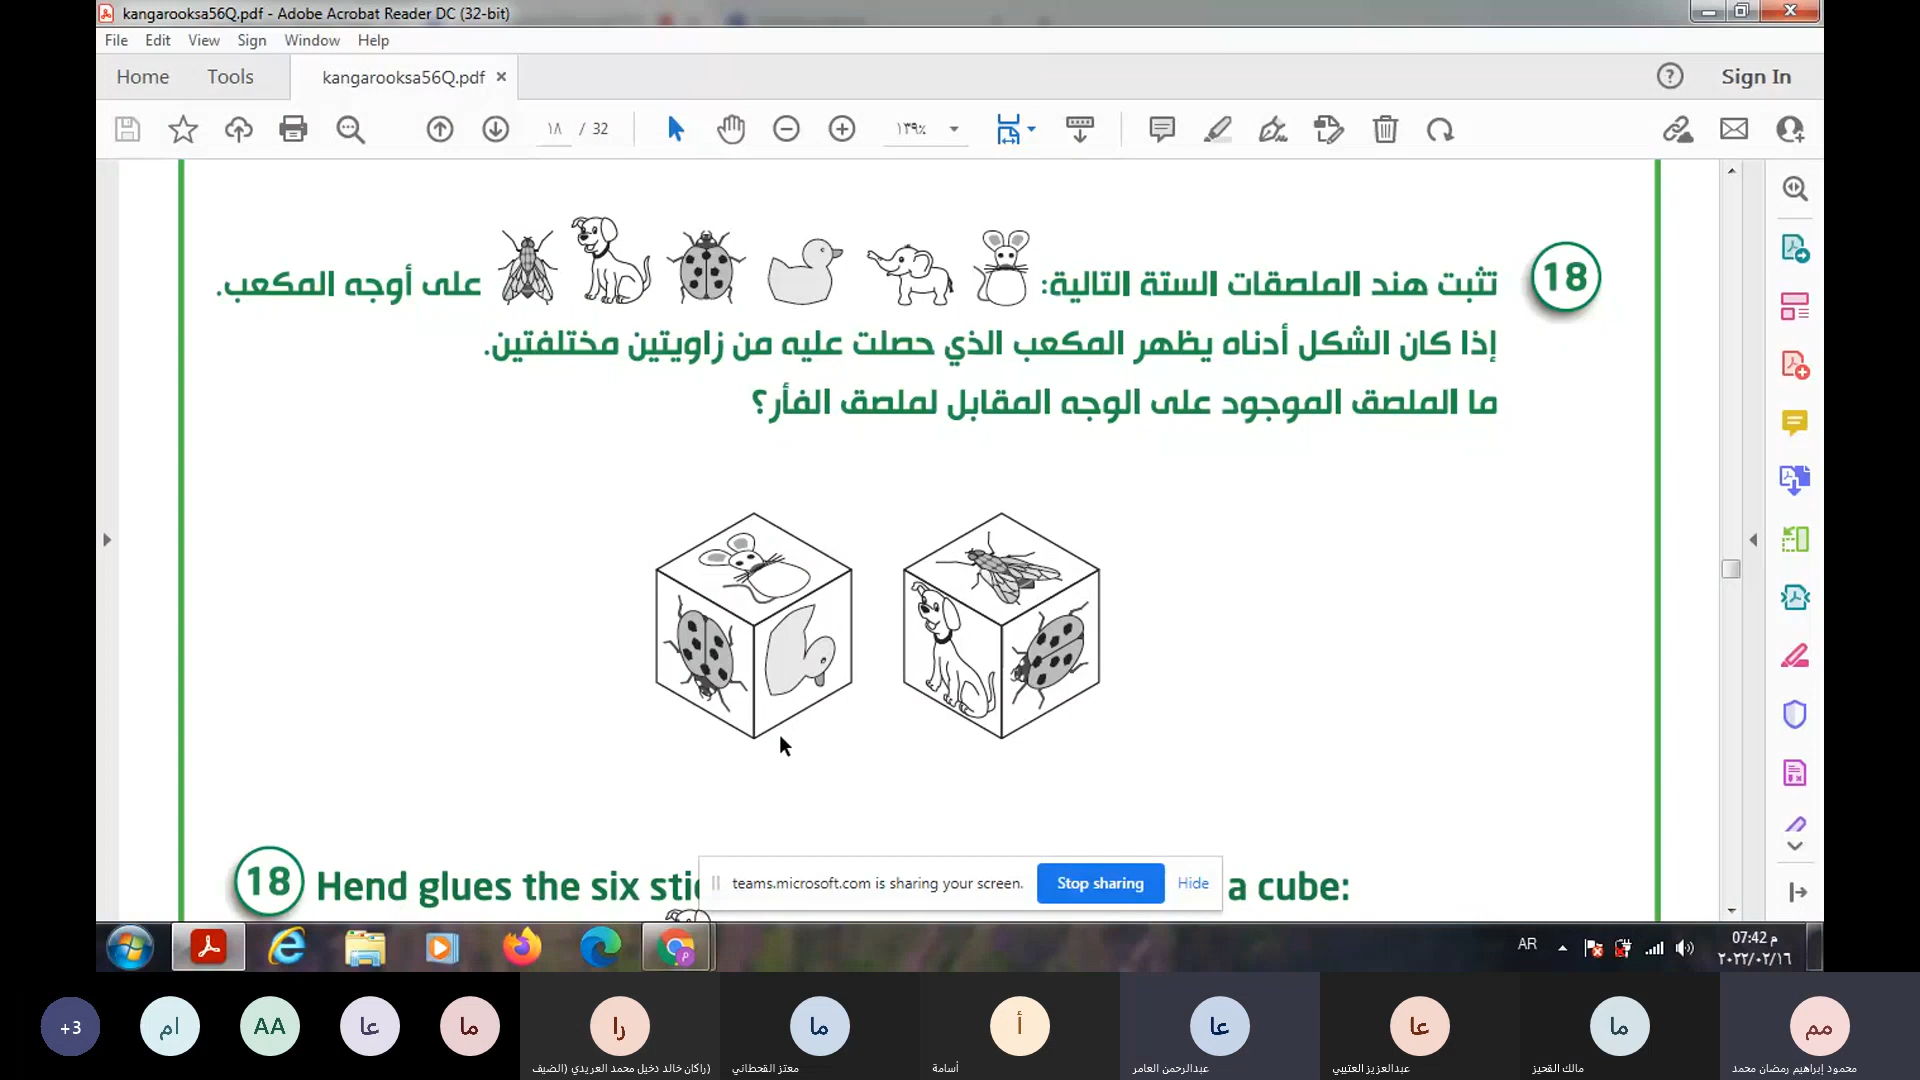 kangarooksa56Q.pdf - Adobe Acrobat Reader DC (32-bit)
File Edit View Sign Window Help
Home Tools kangarooksa56Q.pdf × Sign In
١٨ / 32 ١٣٩٪
18 تثبت هند الملصقات الستة التالية: على أوجه المكعب.
إذا كان الشكل أدناه يظهر المكعب الذي حصلت عليه من زاويتين مختلفتين.
ما الملصق الموجود على الوجه المقابل لملصق الفأر؟
18 Hend glues the six sti a cube:
teams.microsoft.com is sharing your screen. Stop sharing Hide
AR 07:42 م
٢٠٢٢/٠٢/١٦
+3 ام AA عا ما را ما أ عا عا ما مم
راكان خالد دخيل محمد العريدي (الضيف) معتز القحطاني أسامة عبدالرحمن العامر عبدالعزيز العتيبي مالك القحيز محمود إبراهيم رمضان محمد